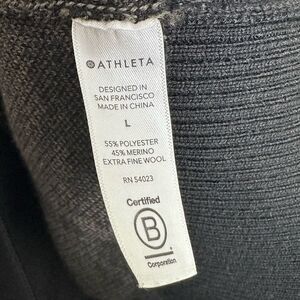 ATHLETA
DESIGNED IN
SAN FRANCISCO
MADE IN CHINA
L
55% POLYESTER
45% MERINO
EXTRA FINE WOOL
RN 54023
Certified
B
Corporation